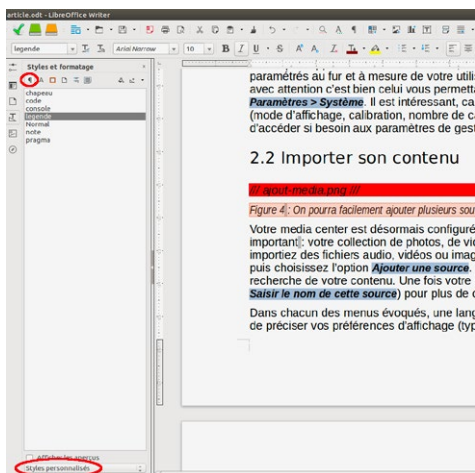 article.odt - LibreOffice Writer
legende
Arial Narrow
10
Styles et formatage
chapeau
code
console
legende
Normal
note
pragma
Afficher les aperçus
Styles personnalisés
paramétrés au fur et à mesure de votre utilis
avec attention c'est bien celui vous permetta
Paramètres > Système. Il est intéressant, ca
(mode d'affichage, calibration, nombre de ca
d'accéder si besoin aux paramètres de gest
2.2 Importer son contenu
/// ajout-media.png ///
Figure 4 : On pourra facilement ajouter plusieurs sou
Votre media center est désormais configuré
important : votre collection de photos, de vid
importiez des fichiers audio, vidéos ou imag
puis choisissez l'option Ajouter une source.
recherche de votre contenu. Une fois votre
Saisir le nom de cette source) pour plus de c
Dans chacun des menus évoqués, une lang
de préciser vos préférences d'affichage (typ